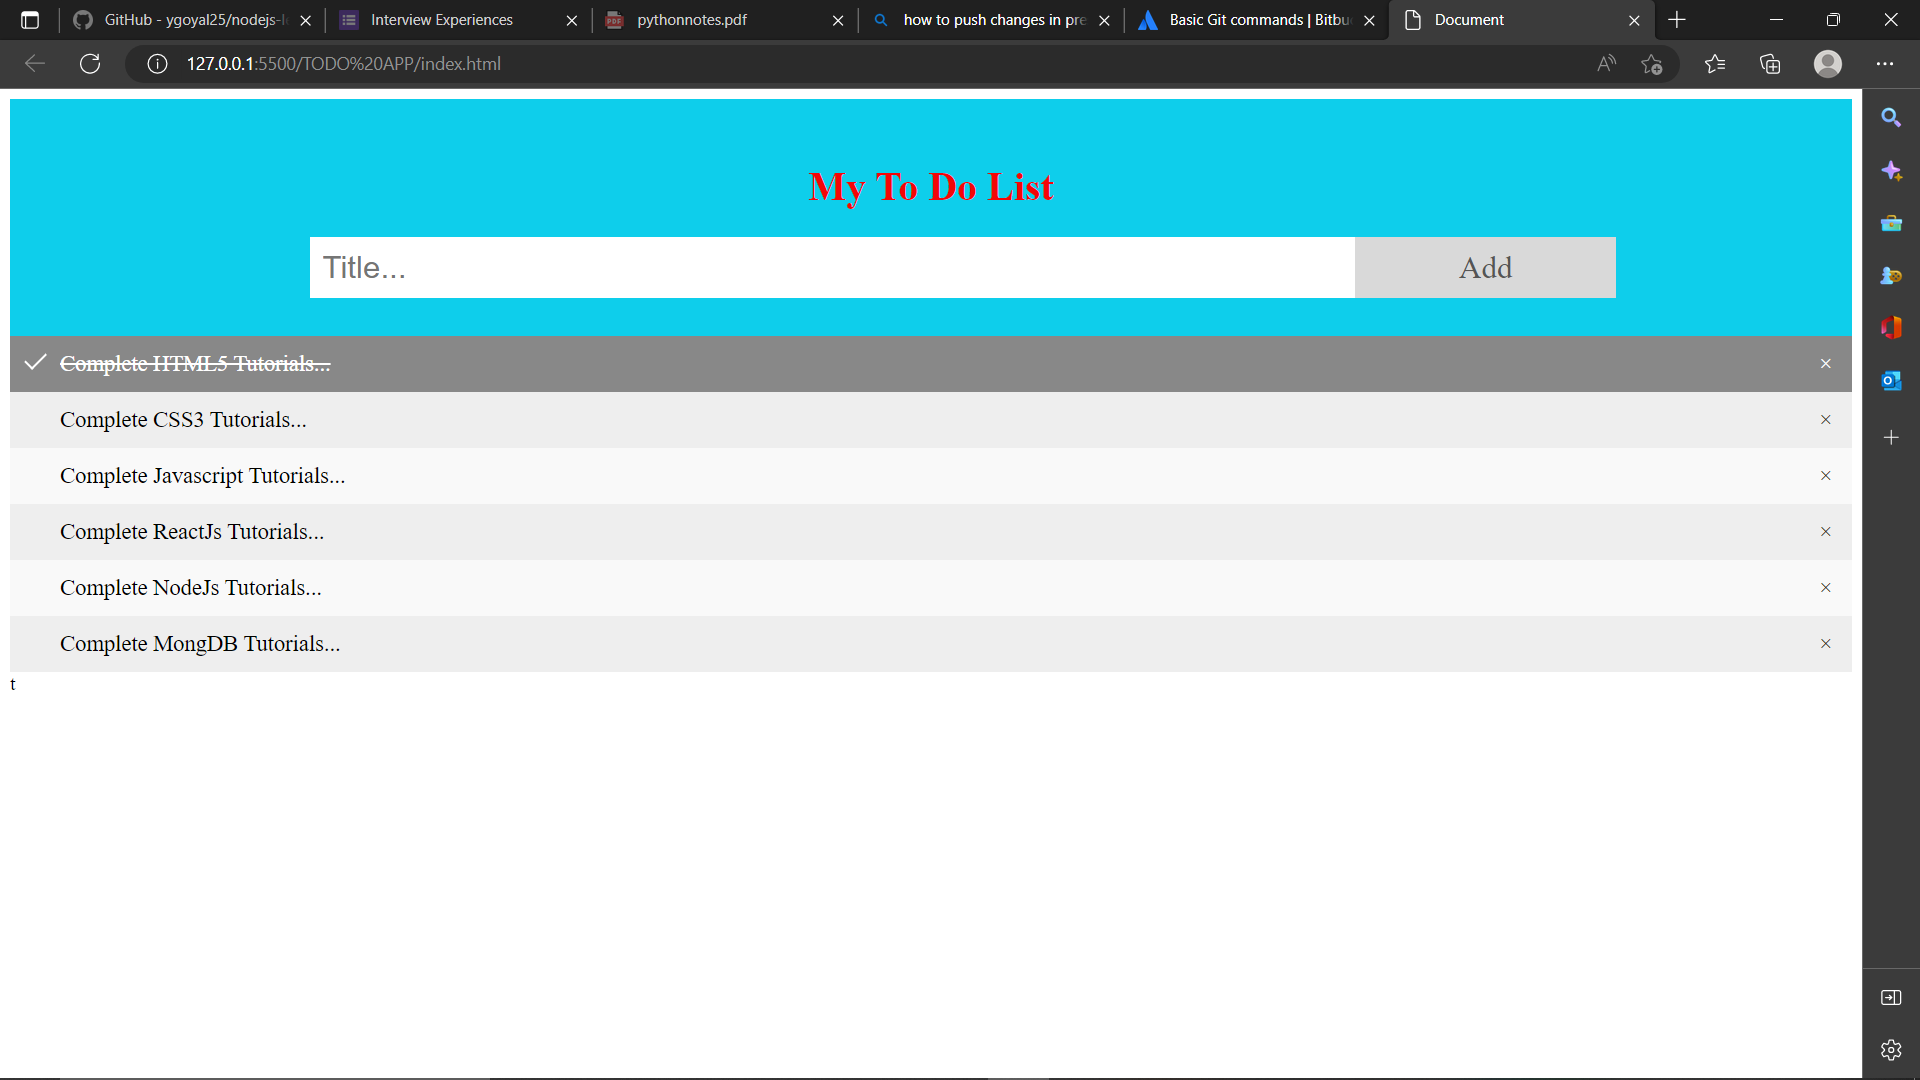 GitHub - ygoyal25/nodejs-l
Interview Experiences
pythonnotes.pdf
how to push changes in pre
Basic Git commands | Bitbu
Document
127.0.0.1:5500/TODO%20APP/index.html
My To Do List
Title...
Add
Complete HTML5 Tutorials...
Complete CSS3 Tutorials...
Complete Javascript Tutorials...
Complete ReactJs Tutorials...
Complete NodeJs Tutorials...
Complete MongDB Tutorials...
t